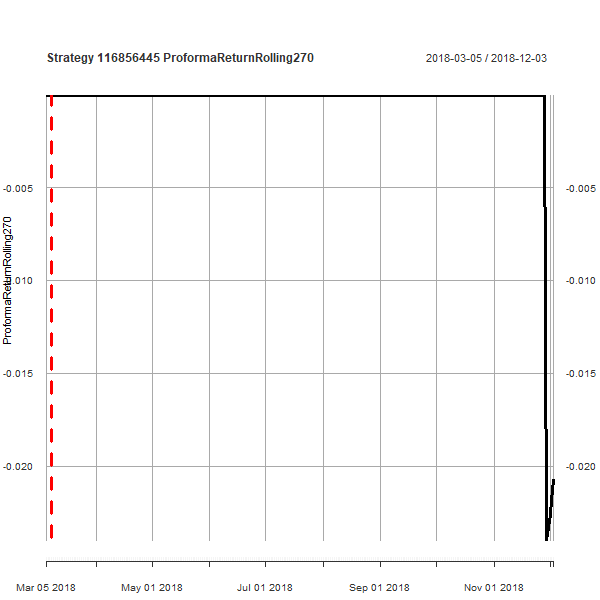 Strategy 116856445 ProformaReturnRolling270
2018-03-05 / 2018-12-03
ProformaReturnRolling270
-0.005
-0.005
-0.010
-0.010
-0.015
-0.015
-0.020
-0.020
Mar 05 2018
May 01 2018
Jul 01 2018
Sep 01 2018
Nov 01 2018